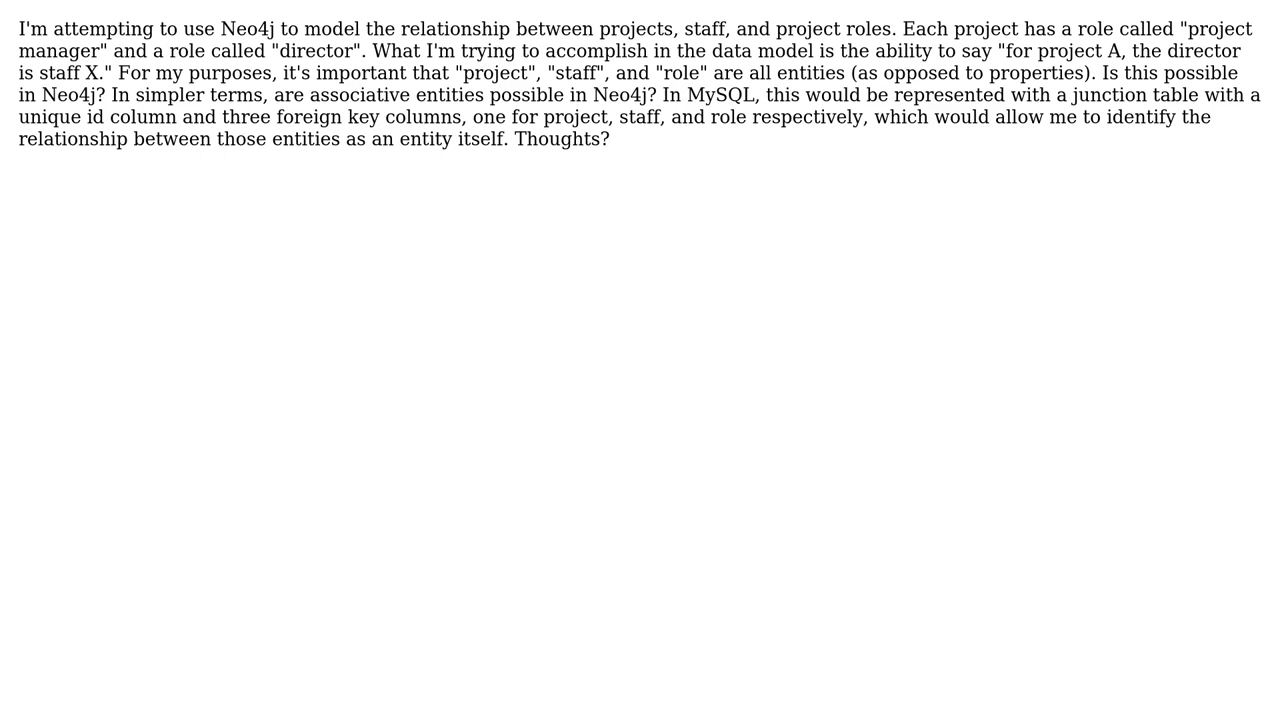 I'm attempting to use Neo4j to model the relationship between projects, staff, and project roles. Each project has a role called "project
manager" and a role called "director". What I'm trying to accomplish in the data model is the ability to say "for project A, the director
is staff X." For my purposes, it's important that "project", "staff", and "role" are all entities (as opposed to properties). Is this possible
in Neo4j? In simpler terms, are associative entities possible in Neo4j? In MySQL, this would be represented with a junction table with a
unique id column and three foreign key columns, one for project, staff, and role respectively, which would allow me to identify the
relationship between those entities as an entity itself. Thoughts?